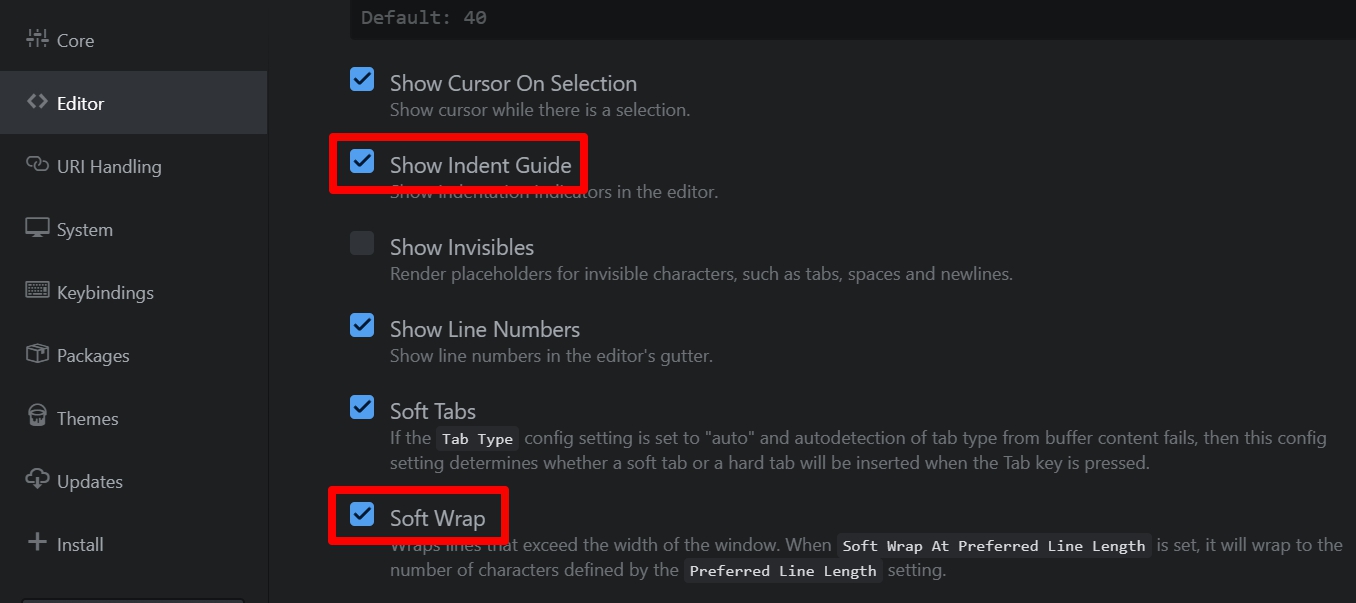 Core
Editor
URI Handling
System
Keybindings
Packages
Themes
Updates
Install
Default: 40
Show Cursor On Selection
Show cursor while there is a selection.
Show Indent Guide
Show indentation indicators in the editor.
Show Invisibles
Render placeholders for invisible characters, such as tabs, spaces and newlines.
Show Line Numbers
Show line numbers in the editor's gutter.
Soft Tabs
If the Tab Type config setting is set to "auto" and autodetection of tab type from buffer content fails, then this config
setting determines whether a soft tab or a hard tab will be inserted when the Tab key is pressed.
Soft Wrap
Wraps lines that exceed the width of the window. When Soft Wrap At Preferred Line Length is set, it will wrap to the
number of characters defined by the Preferred Line Length setting.